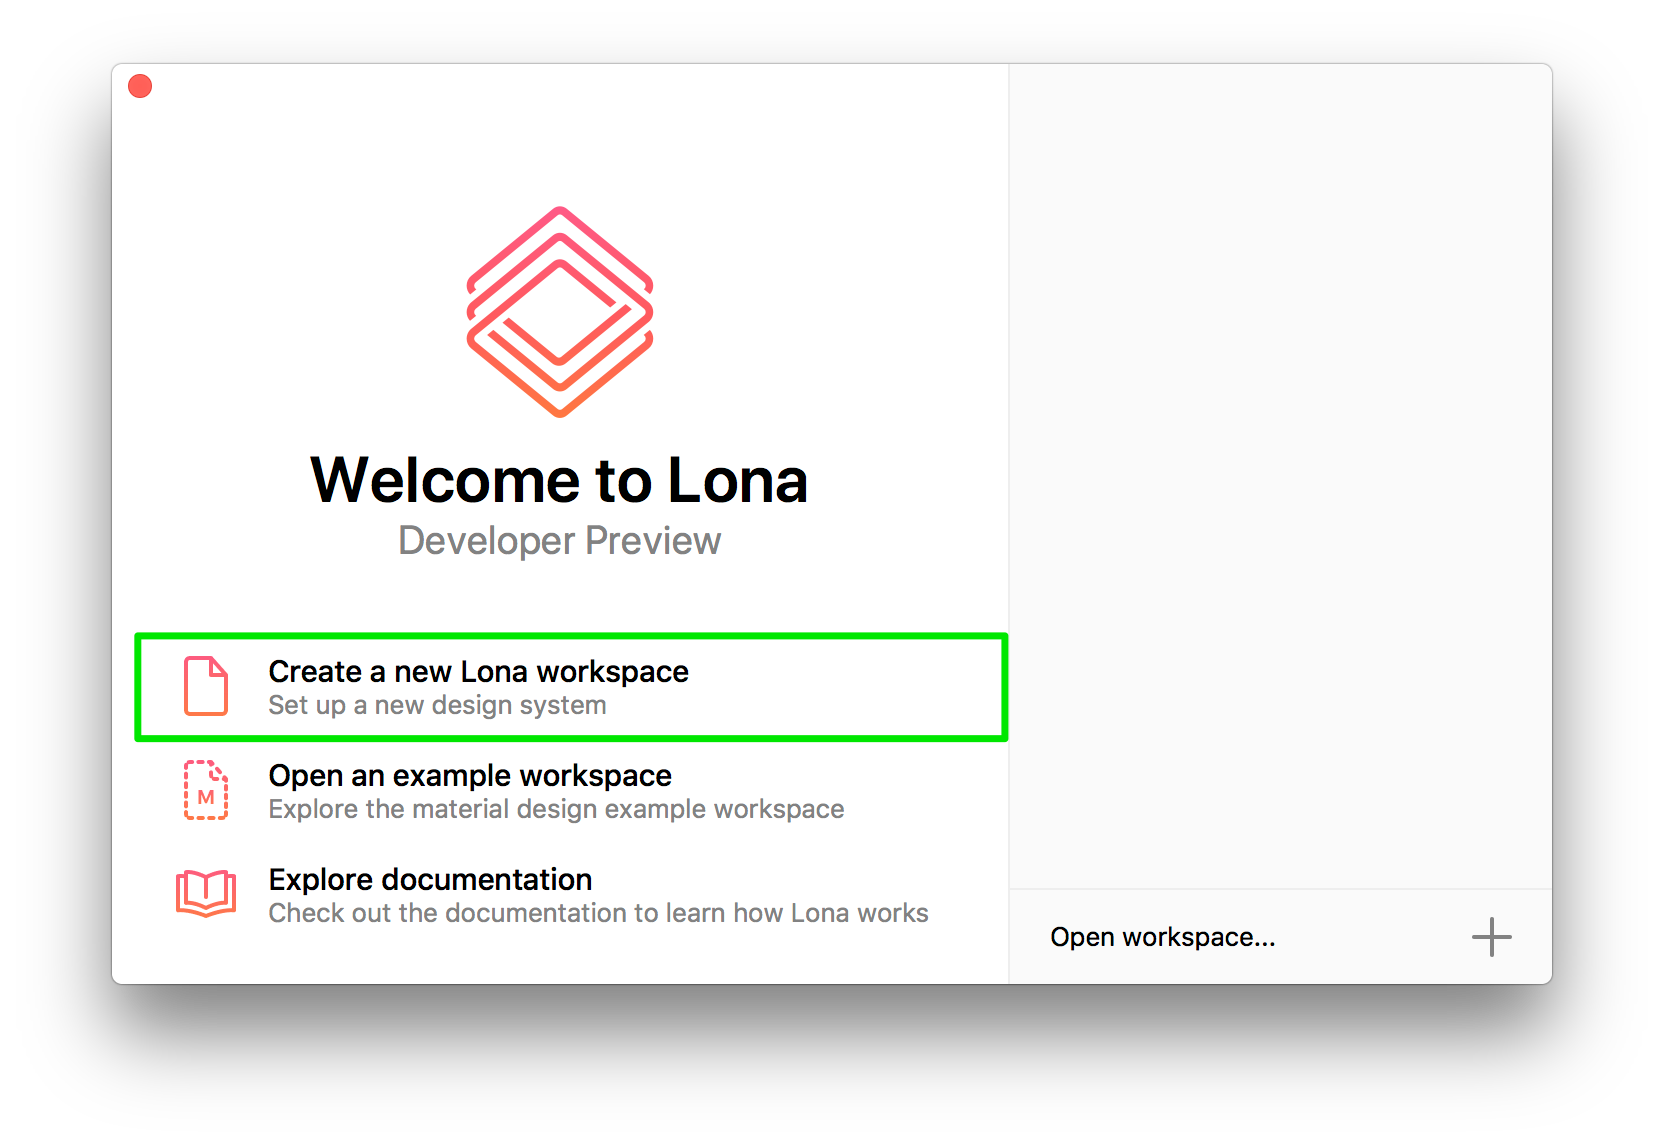 Welcome to Lona
Developer Preview
Create a new Lona workspace
Set up a new design system
M
Open an example workspace
Explore the material design example workspace
Explore documentation
Check out the documentation to learn how Lona works
Open workspace...